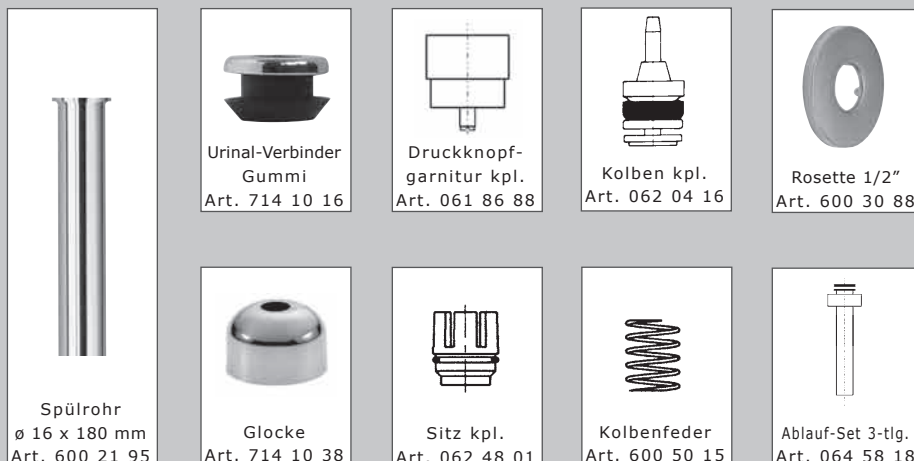 Urinal-Verbinder
Gummi
Art. 714 10 16
Druckknopf-
garnitur kpl.
Art. 061 86 88
Kolben kpl.
Art. 062 04 16
Rosette 1/2”
Art. 600 30 88
Spülrohr
ø 16 x 180 mm
Art. 600 21 95
Glocke
Art. 714 10 38
Sitz kpl.
Art. 062 48 01
Kolbenfeder
Art. 600 50 15
Ablauf-Set 3-tlg.
Art. 064 58 18